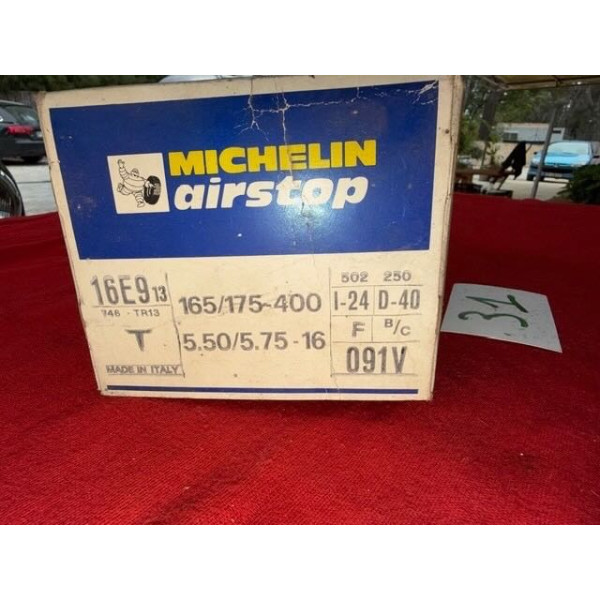 MICHELIN
airstop
16E9 13
746 - TR13
T
MADE IN ITALY
165/175-400
5.50/5.75-16
502 250
I-24 D-40
F B/C
091V
31